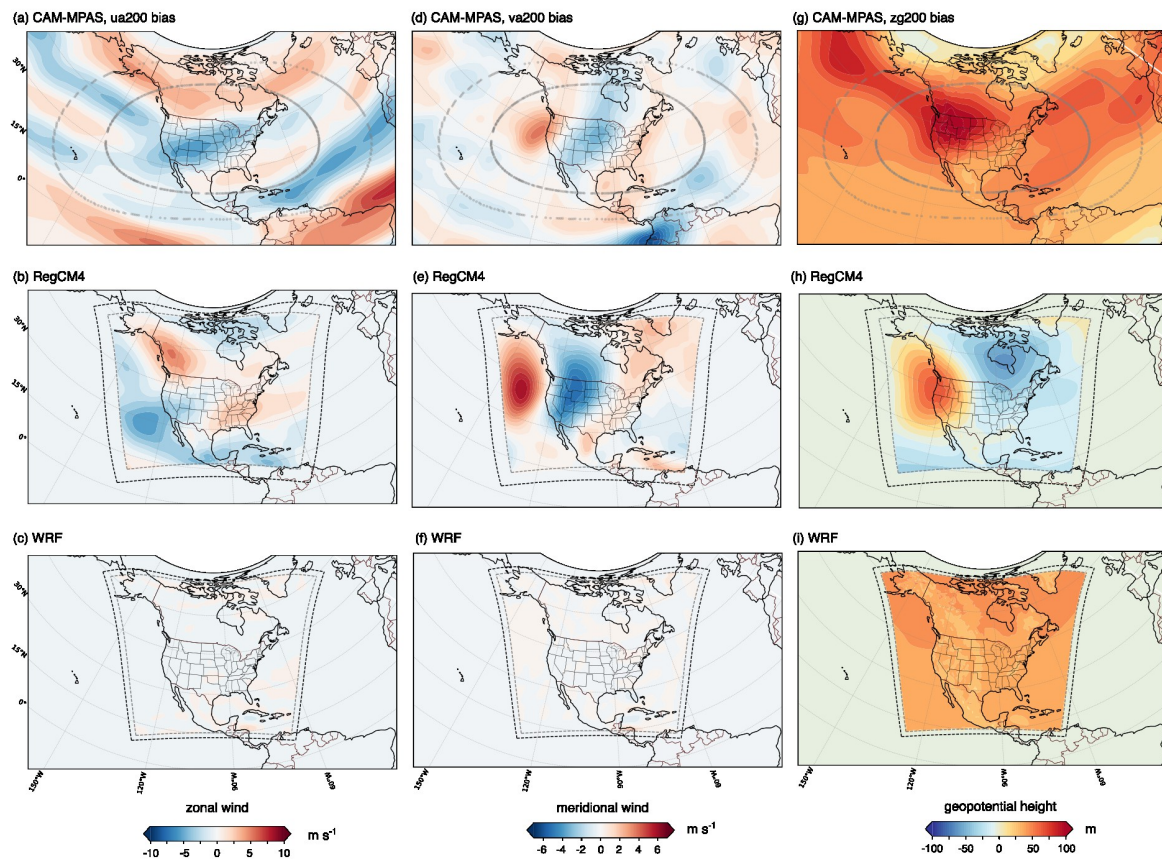 (a) CAM-MPAS, ua200 bias
(d) CAM-MPAS, va200 bias
(g) CAM-MPAS, zg200 bias
30°N
15°N
0°
(b) RegCM4
(e) RegCM4
(h) RegCM4
30°N
15°N
0°
(c) WRF
(f) WRF
(i) WRF
30°N
15°N
0°
150°W 120°W 90°W 60°W
150°W 120°W 90°W 60°W
150°W 120°W 90°W 60°W
zonal wind
meridional wind
geopotential height
m s⁻¹
-10 -5 0 5 10
m s⁻¹
-6 -4 -2 0 2 4 6
m
-100 -50 0 50 100